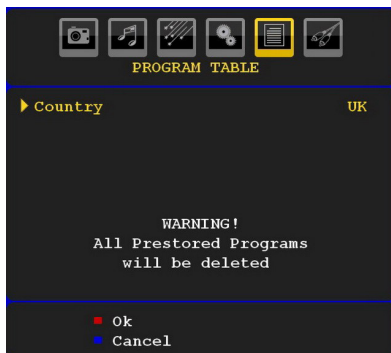 PROGRAM TABLE
Country UK
WARNING!
All Prestored Programs
will be deleted
Ok
Cancel